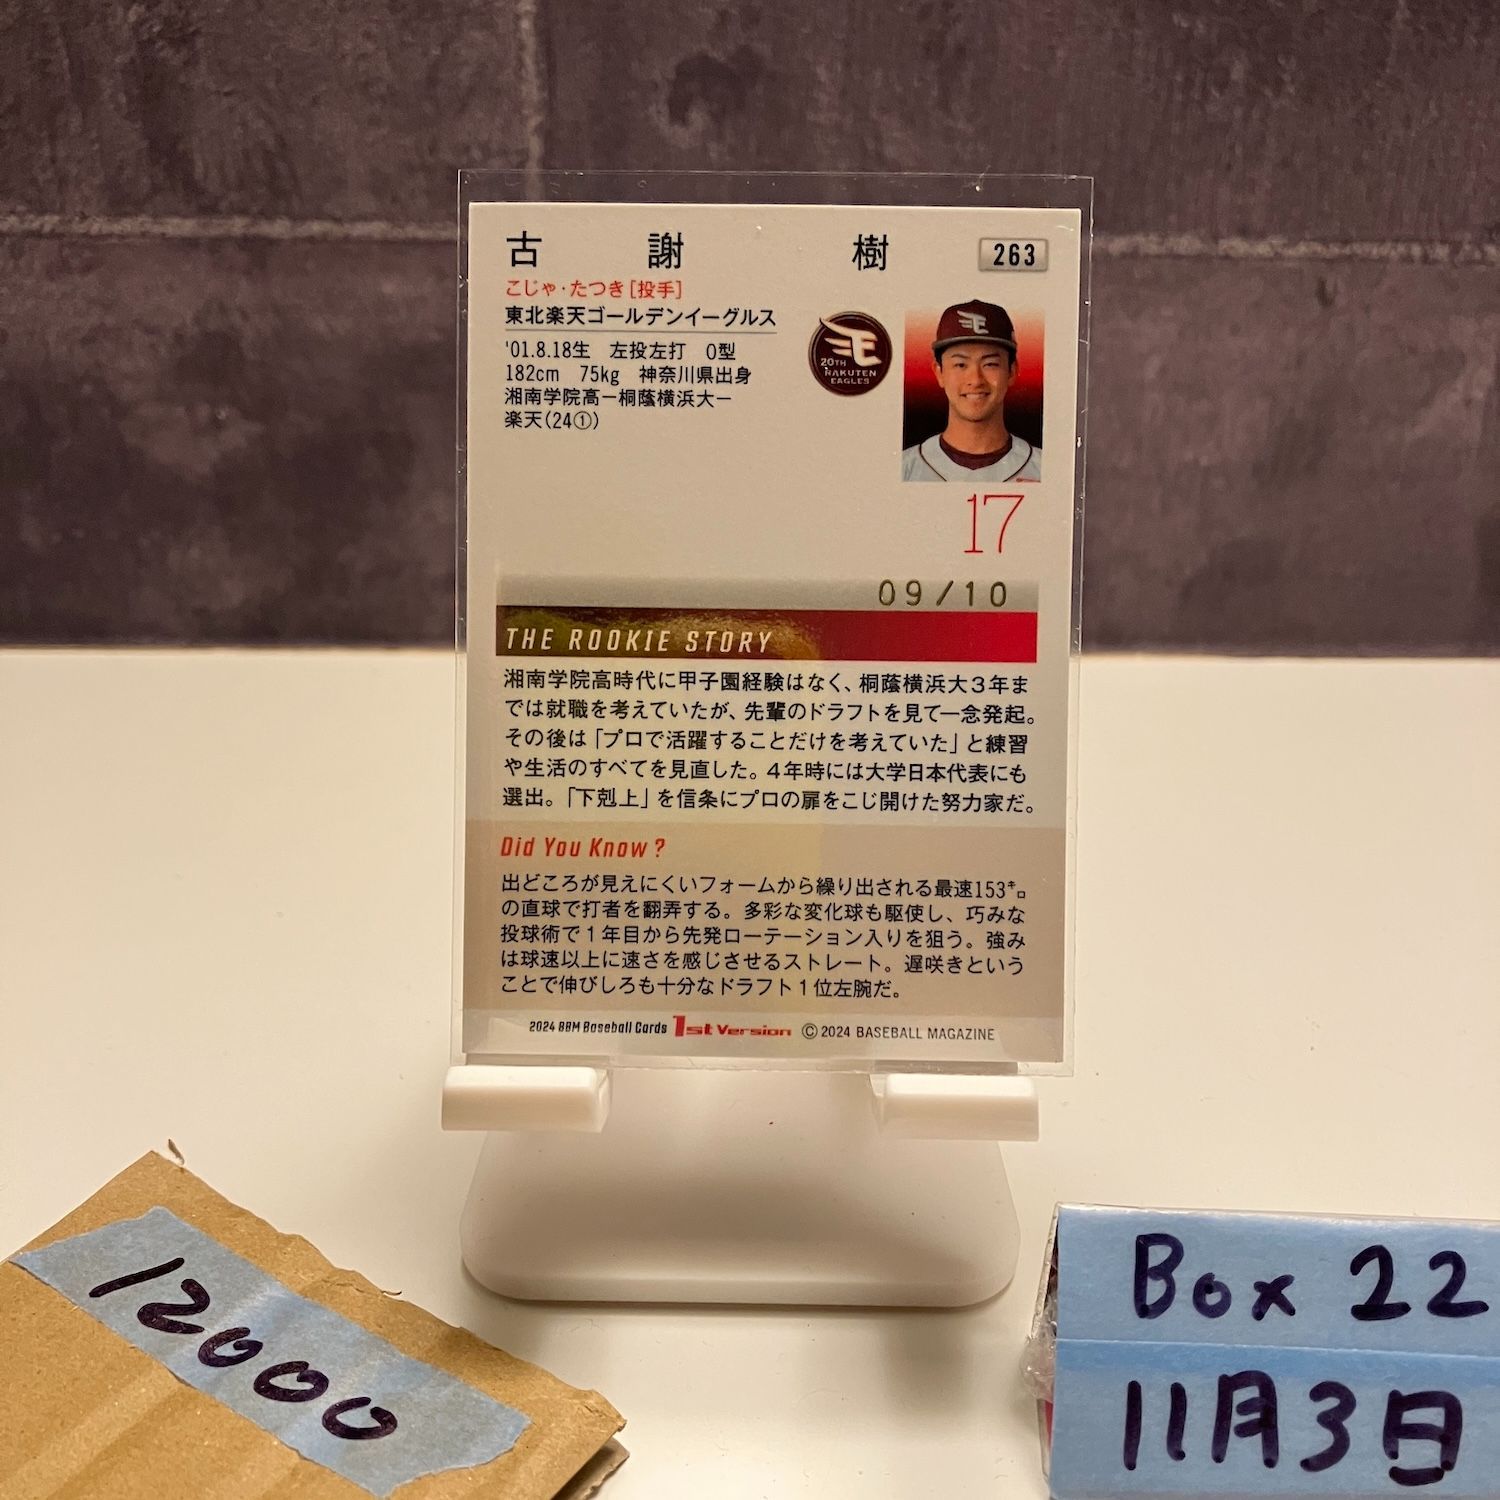 古 謝 樹
263
こじゃ・たつき[投手]
東北楽天ゴールデンイーグルス
'01.8.18生 左投左打 O型
182cm 75kg 神奈川県出身
湘南学院高ー桐蔭横浜大ー
楽天(24①)
20TH
RAKUTEN
EAGLES
17
09/10
THE ROOKIE STORY
湘南学院高時代に甲子園経験はなく、桐蔭横浜大3年ま
では就職を考えていたが、先輩のドラフトを見て一念発起。
その後は「プロで活躍することだけを考えていた」と練習
や生活のすべてを見直した。4年時には大学日本代表にも
選出。「下剋上」を信条にプロの扉をこじ開けた努力家だ。
Did You Know?
出どころが見えにくいフォームから繰り出される最速153㌔
の直球で打者を翻弄する。多彩な変化球も駆使し、巧みな
投球術で1年目から先発ローテーション入りを狙う。強み
は球速以上に速さを感じさせるストレート。遅咲きという
ことで伸びしろも十分なドラフト1位左腕だ。
2024 BBM Baseball Cards 1st Version ©2024 BASEBALL MAGAZINE
12000
Box 22
11月3日